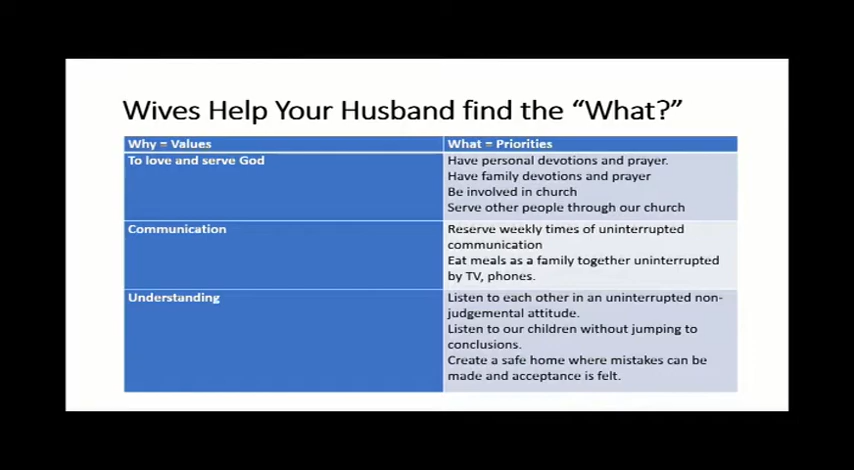 Wives Help Your Husband find the “What?”
Why = Values
What = Priorities
To love and serve God
Have personal devotions and prayer.
Have family devotions and prayer
Be involved in church
Serve other people through our church
Communication
Reserve weekly times of uninterrupted
communication
Eat meals as a family together uninterrupted
by TV, phones.
Understanding
Listen to each other in an uninterrupted non-
judgemental attitude.
Listen to our children without jumping to
conclusions.
Create a safe home where mistakes can be
made and acceptance is felt.